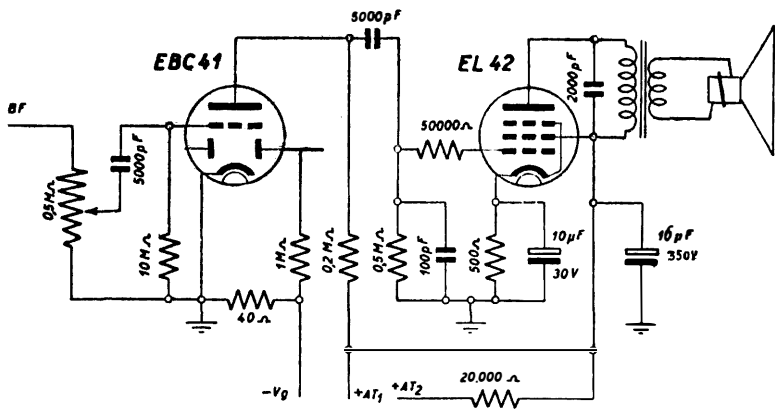 5000pF
EBC41
EL 42
2000pF
BF
50000Ω
5000pF
0,5MΩ
10MΩ
1MΩ
0,2MΩ
0,5MΩ
100pF
500Ω
10µF
30V
16µF
350V
40Ω
-Vg
+AT1
+AT2
20,000 Ω